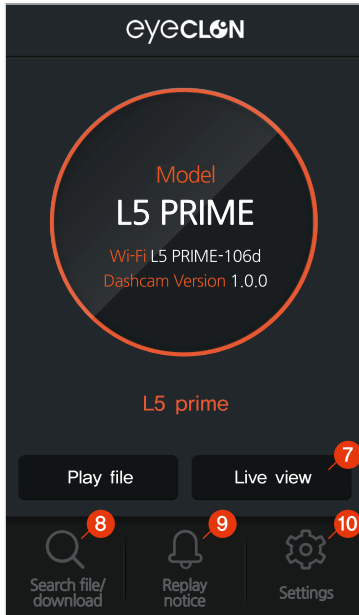 eyeCLON
Model
L5 PRIME
Wi-Fi L5 PRIME-106d
Dashcam Version 1.0.0
L5 prime
7
Play file
Live view
8
9
10
Search file/
download
Replay
notice
Settings